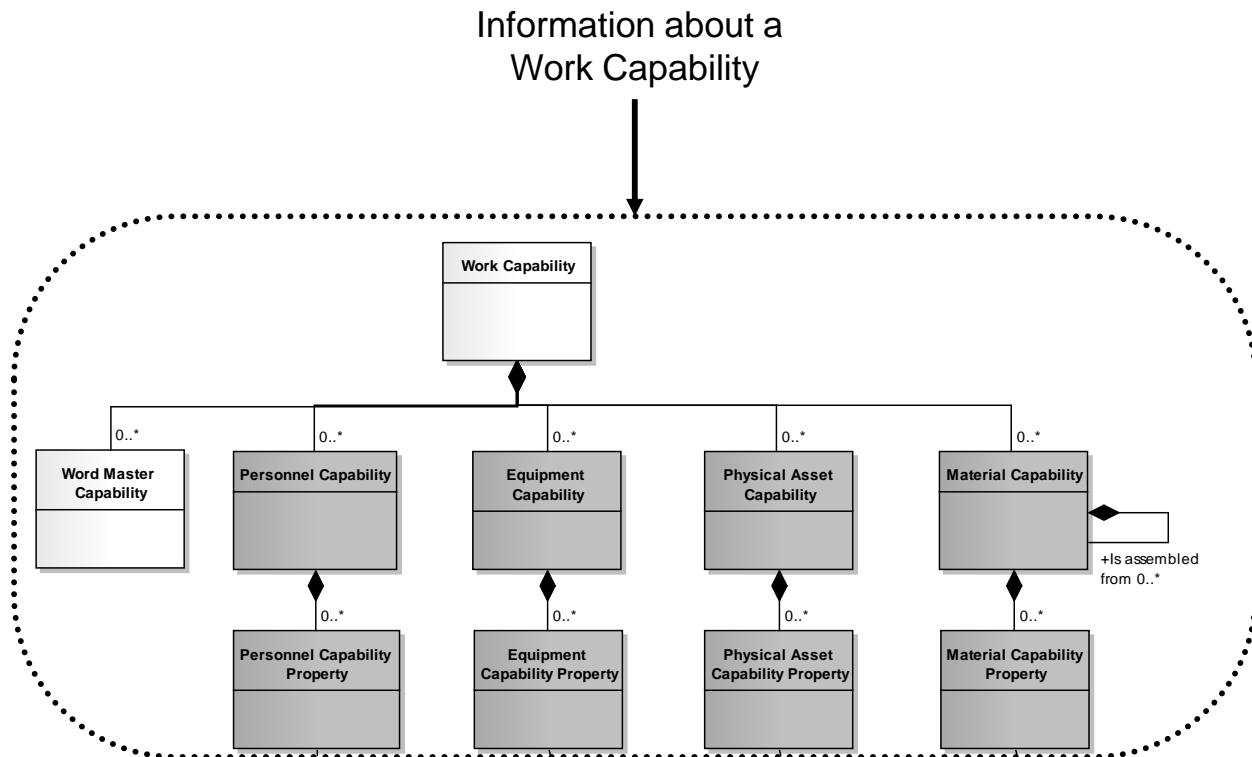 Information about a
Work Capability
Work Capability
0..*
0..*
0..*
0..*
0..*
Word Master
Capability
Personnel Capability
Equipment
Capability
Physical Asset
Capability
Material Capability
+Is assembled
from 0..*
0..*
0..*
0..*
0..*
Personnel Capability
Property
Equipment
Capability Property
Physical Asset
Capability Property
Material Capability
Property